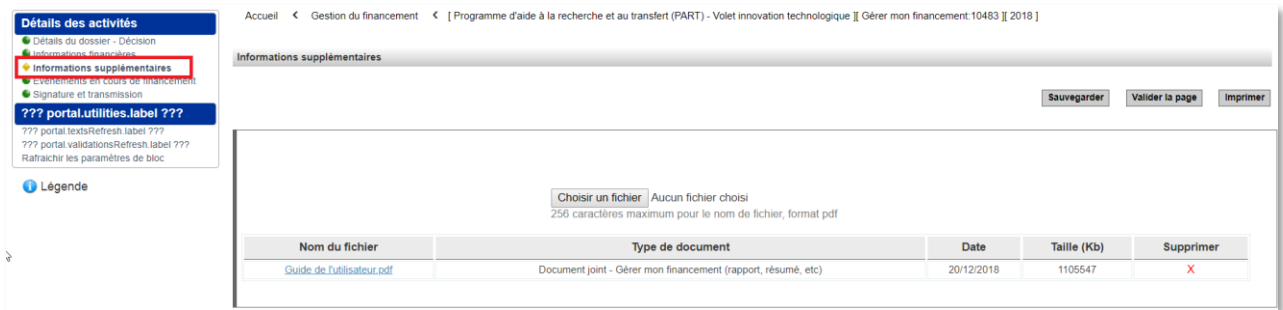 Détails des activités
Détails du dossier - Décision
Informations financières
Informations supplémentaires
Evénements en cours de financement
Signature et transmission
??? portal.utilities.label ???
??? portal.textsRefresh.label ???
??? portal.validationsRefresh.label ???
Rafraichir les paramètres de bloc
Légende
Accueil < Gestion du financement < [ Programme d'aide à la recherche et au transfert (PART) - Volet innovation technologique ][ Gérer mon financement:10483 ][ 2018 ]
Informations supplémentaires
Sauvegarder Valider la page Imprimer
Choisir un fichier Aucun fichier choisi
256 caractères maximum pour le nom de fichier, format pdf
Nom du fichier Type de document Date Taille (Kb) Supprimer
Guide de l'utilisateur.pdf Document joint - Gérer mon financement (rapport, résumé, etc) 20/12/2018 1105547 X